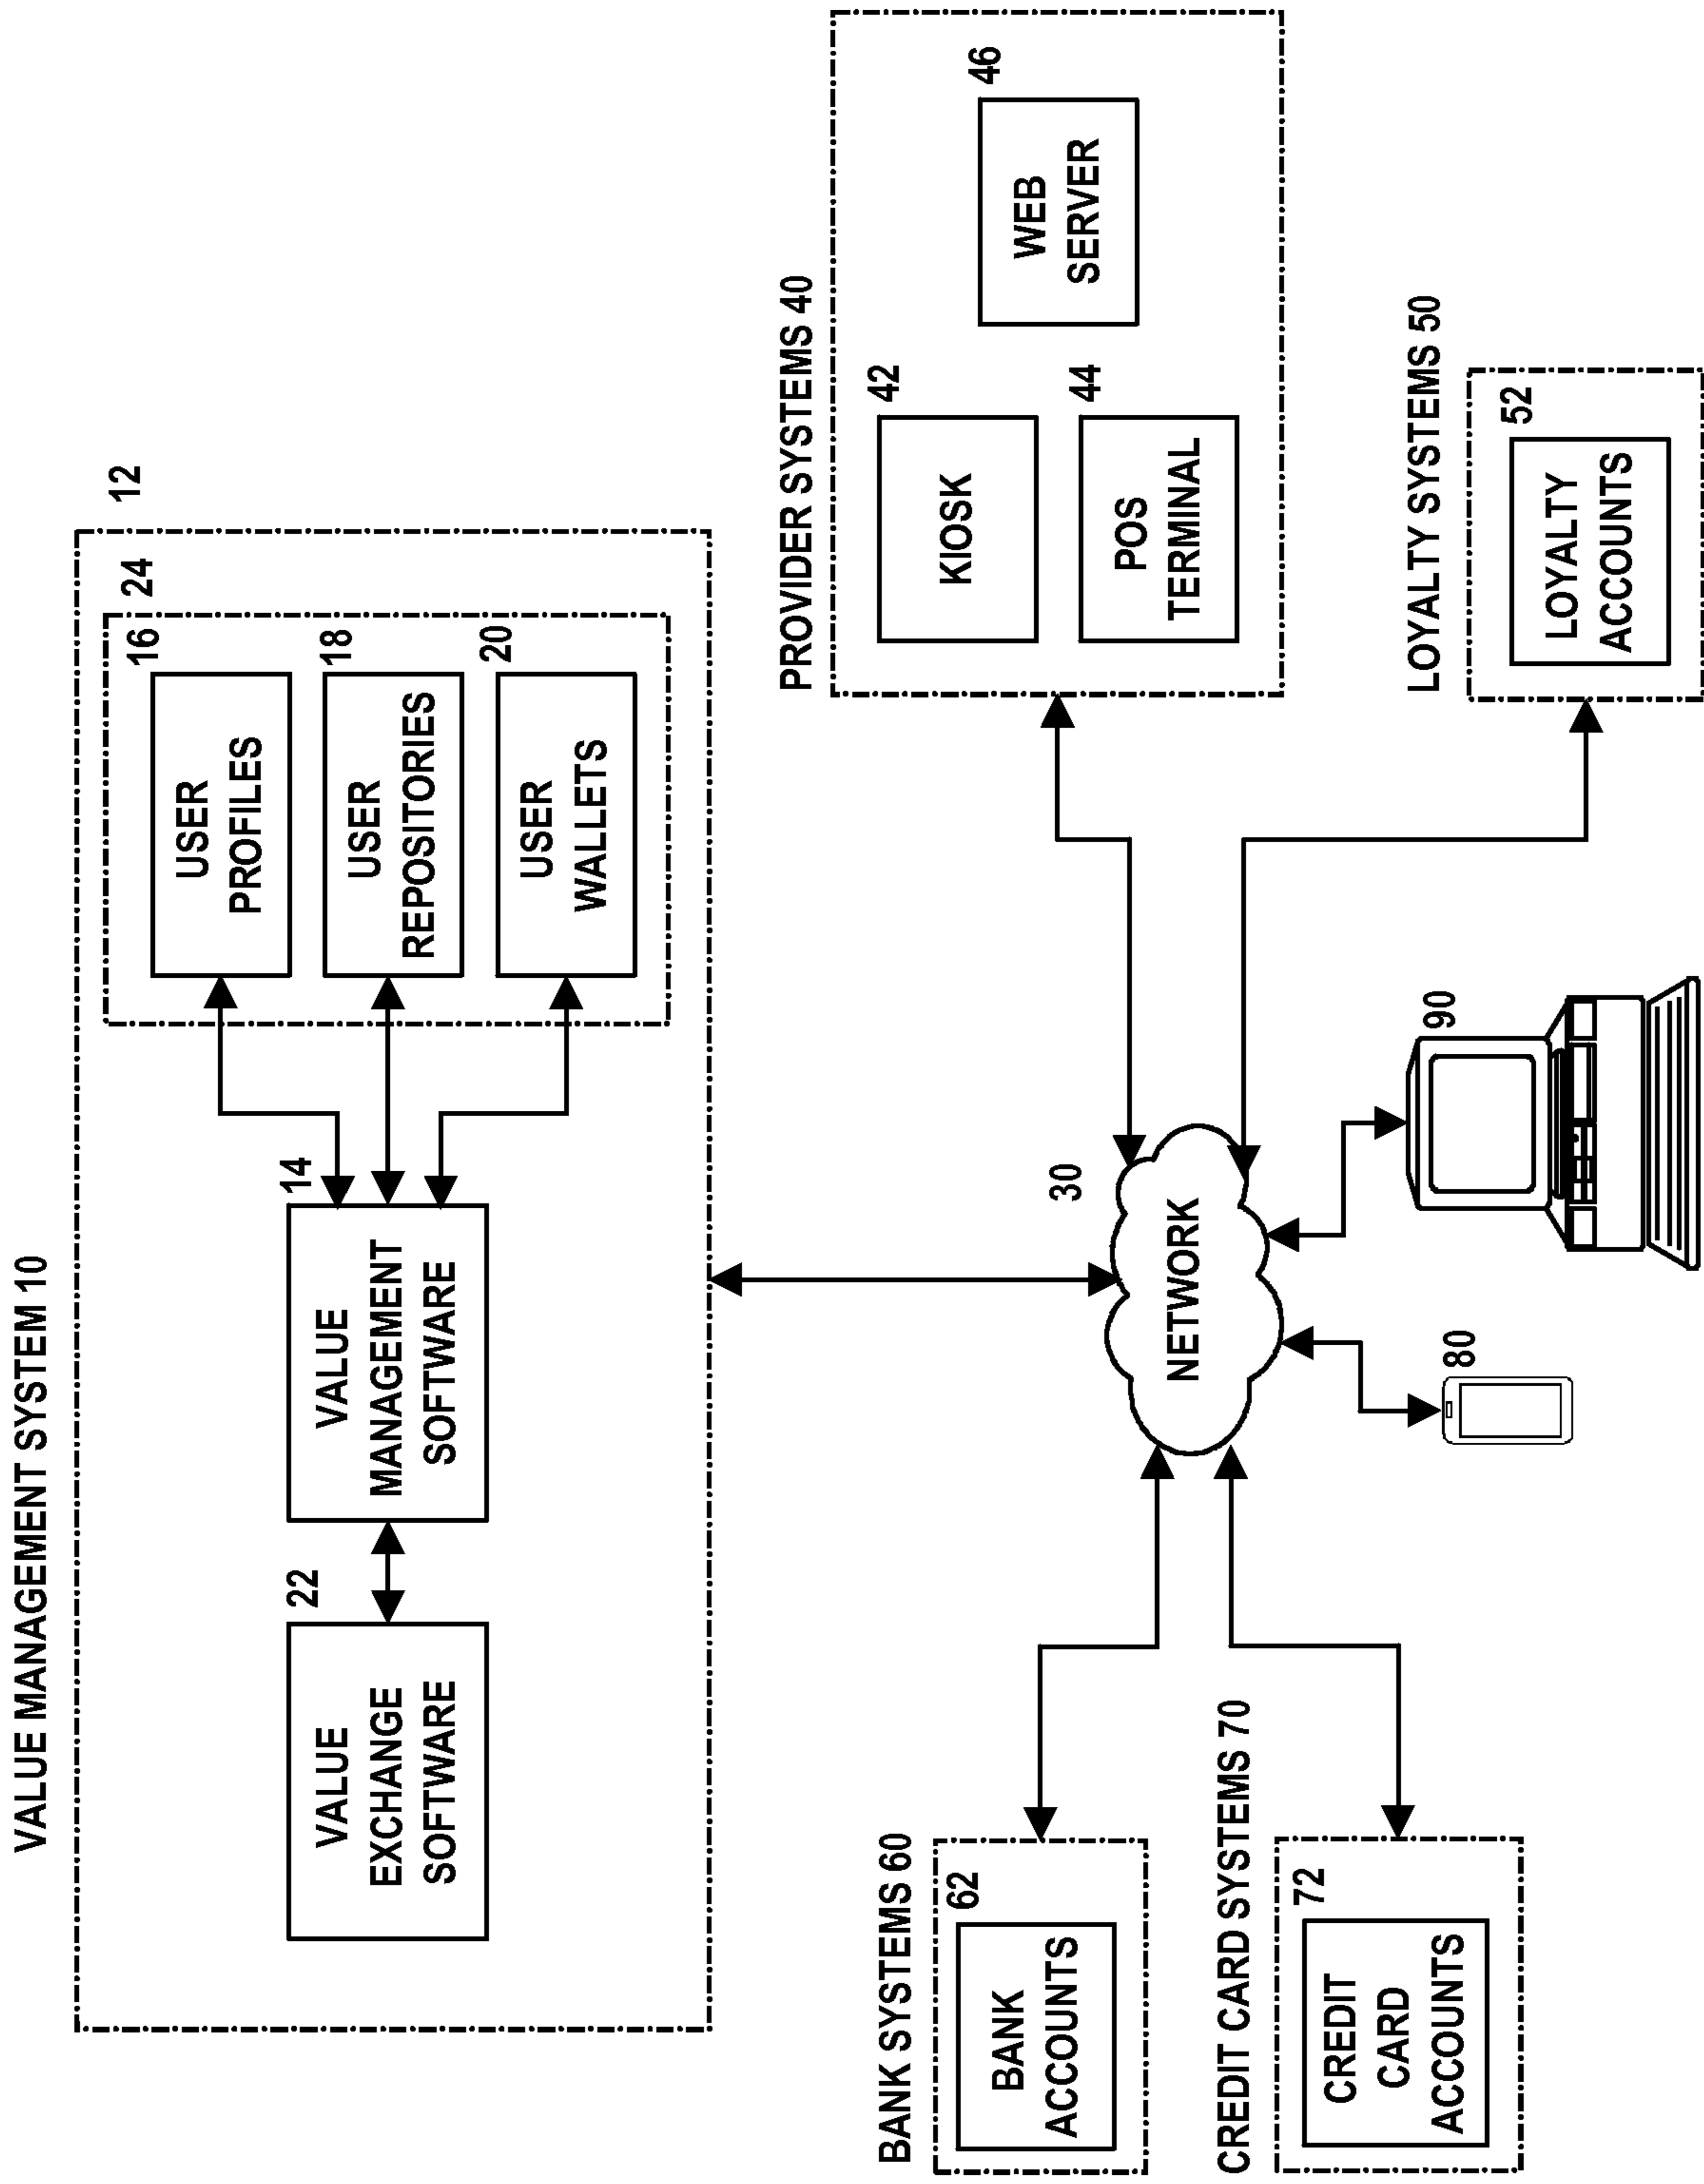 VALUE MANAGEMENT SYSTEM 10
12
24
22
VALUE
EXCHANGE
SOFTWARE
14
VALUE
MANAGEMENT
SOFTWARE
16
USER
PROFILES
18
USER
REPOSITORIES
20
USER
WALLETS
BANK SYSTEMS 60
62
BANK
ACCOUNTS
CREDIT CARD SYSTEMS 70
72
CREDIT
CARD
ACCOUNTS
30
NETWORK
80
90
PROVIDER SYSTEMS 40
42
KIOSK
44
POS
TERMINAL
46
WEB
SERVER
LOYALTY SYSTEMS 50
52
LOYALTY
ACCOUNTS